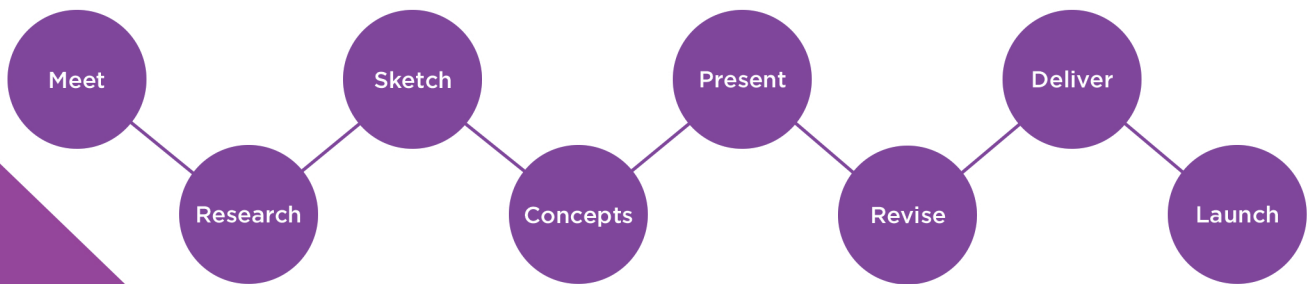 Meet
Research
Sketch
Concepts
Present
Revise
Deliver
Launch